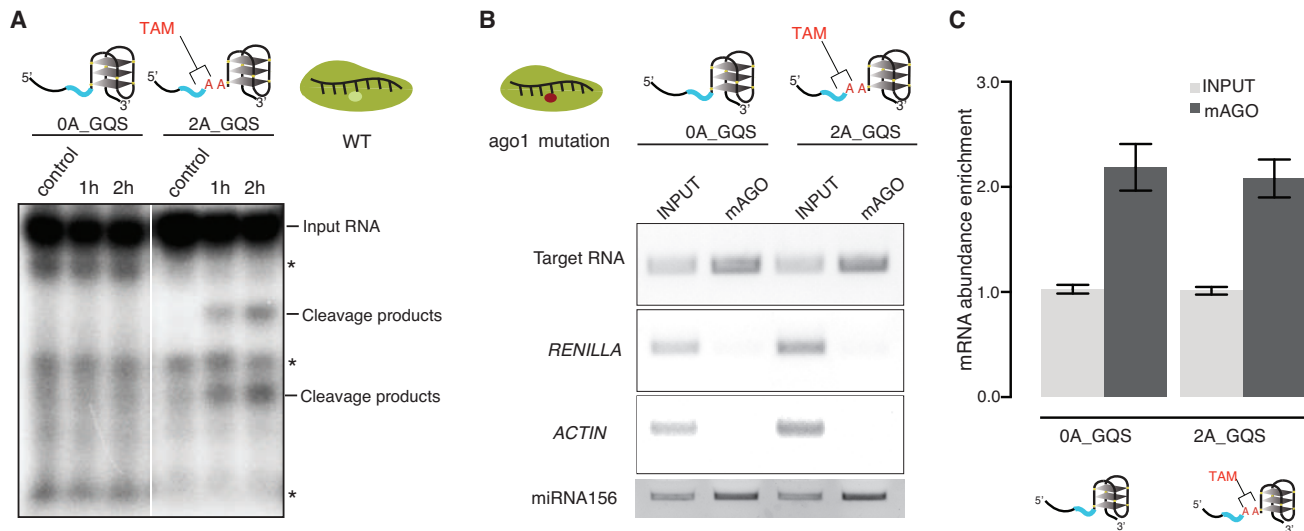 A
TAM
5'
5'
A A
3'
0A_GQS
2A_GQS
WT
control
1h
2h
control
1h
2h
Input RNA
*
Cleavage products
*
Cleavage products
*
B
TAM
5'
5'
A A
3'
ago1 mutation
0A_GQS
2A_GQS
INPUT
mAGO
INPUT
mAGO
Target RNA
RENILLA
ACTIN
miRNA156
C
INPUT
mAGO
mRNA abundance enrichment
3.0
2.0
1.0
0.0
0A_GQS
2A_GQS
TAM
5'
3'
5'
A A
3'